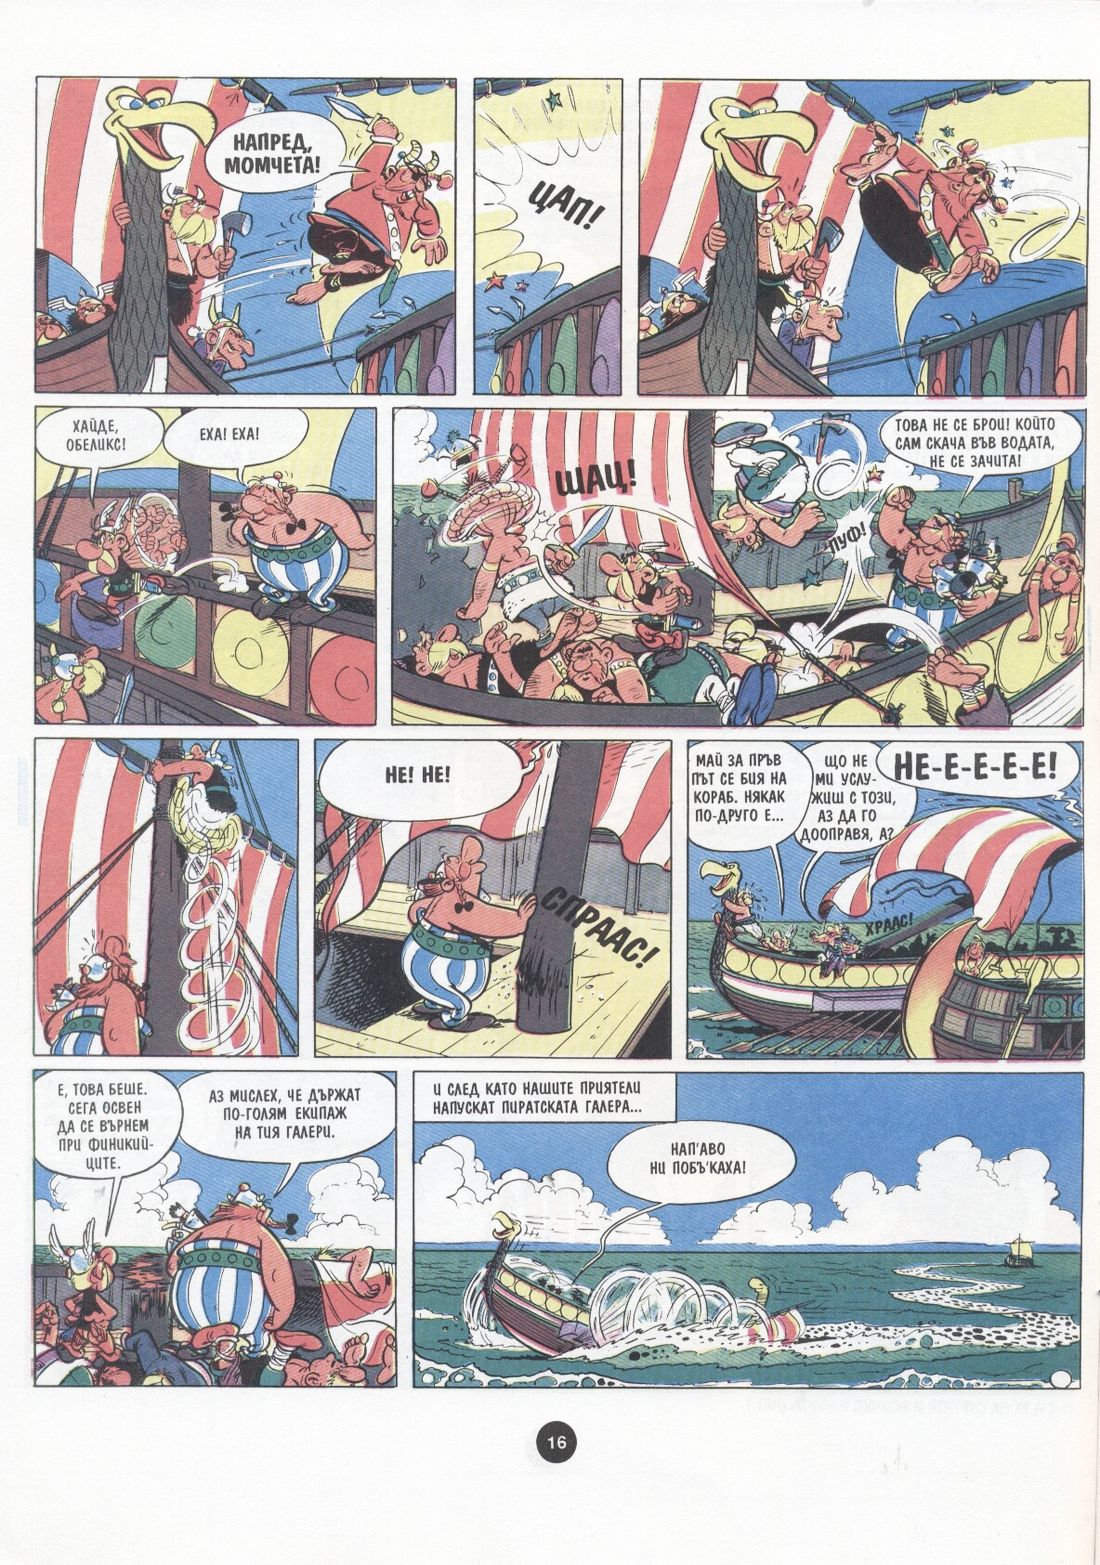 НАПРЕД,
МОМЧЕТА!
ЦАП!
ХАЙДЕ,
ОБЕЛИКС!
ЕХА! ЕХА!
ШАЦ!
ПУФ!
ТОВА НЕ СЕ БРОИ! КОЙТО
САМ СКАЧА ВЪВ ВОДАТА,
НЕ СЕ ЗАЧИТА!
НЕ! НЕ!
СПРААС!
МАЙ ЗА ПРЪВ
ПЪТ СЕ БИЯ НА
КОРАБ. НЯКАК
ПО-ДРУГО Е...
ЩО НЕ
МИ УСЛУ-
ЖИШ С ТОЗИ,
АЗ ДА ГО
ДООПРАВЯ, А?
НЕ-Е-Е-Е-Е!
ХРААС!
Е, ТОВА БЕШЕ.
СЕГА ОСВЕН
ДА СЕ ВЪРНЕМ
ПРИ ФИНИКИЙ-
ЦИТЕ.
АЗ МИСЛЕХ, ЧЕ ДЪРЖАТ
ПО-ГОЛЯМ ЕКИПАЖ
НА ТИЯ ГАЛЕРИ.
И СЛЕД КАТО НАШИТЕ ПРИЯТЕЛИ
НАПУСКАТ ПИРАТСКАТА ГАЛЕРА...
НАП'АВО
НИ ПОБЪ'КАХА!
16